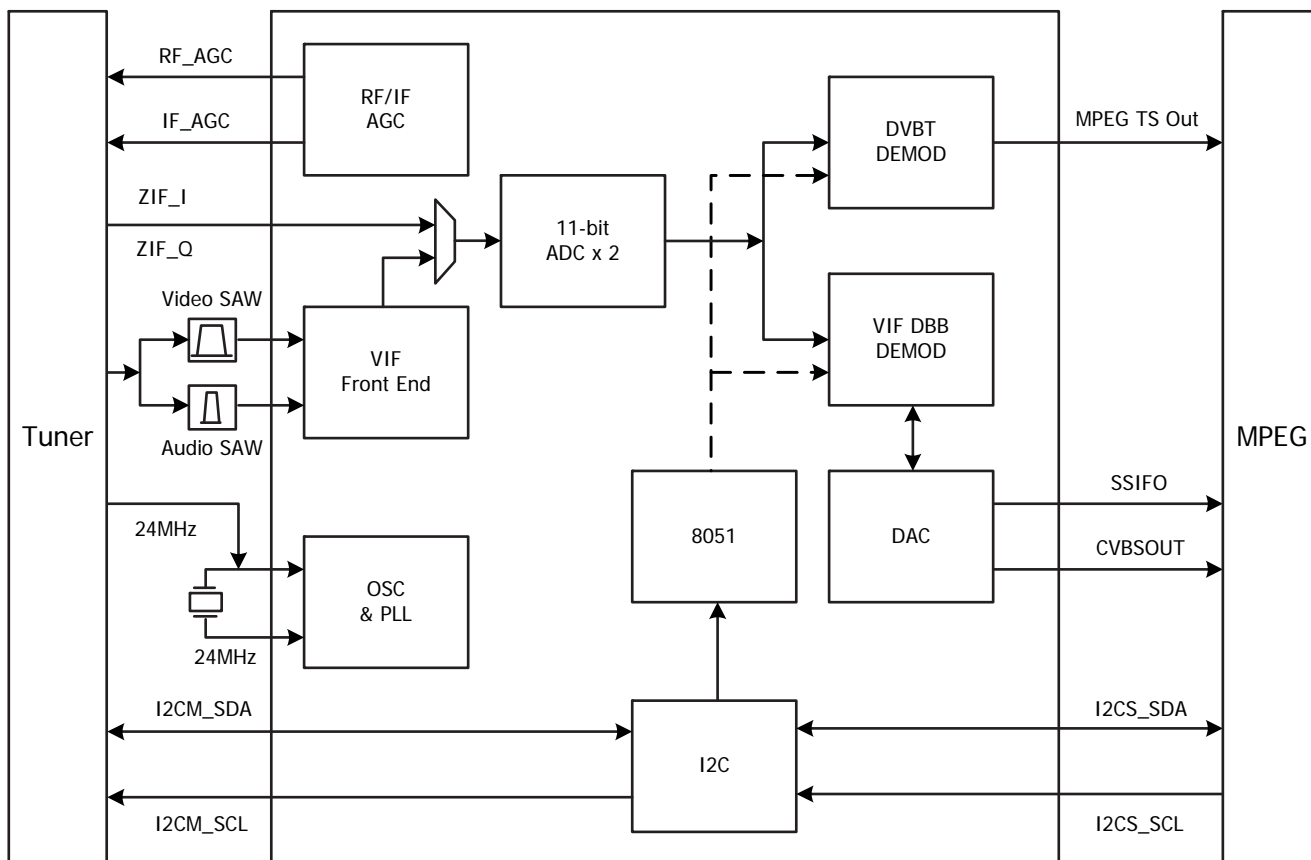 RF_AGC
RF/IF
AGC
IF_AGC
DVBT
DEMOD
MPEG TS Out
ZIF_I
ZIF_Q
11-bit
ADC x 2
Video SAW
VIF
Front End
VIF DBB
DEMOD
Tuner
Audio SAW
MPEG
24MHz
OSC
& PLL
24MHz
8051
DAC
SSIFO
CVBSOUT
I2CM_SDA
I2C
I2CS_SDA
I2CM_SCL
I2CS_SCL